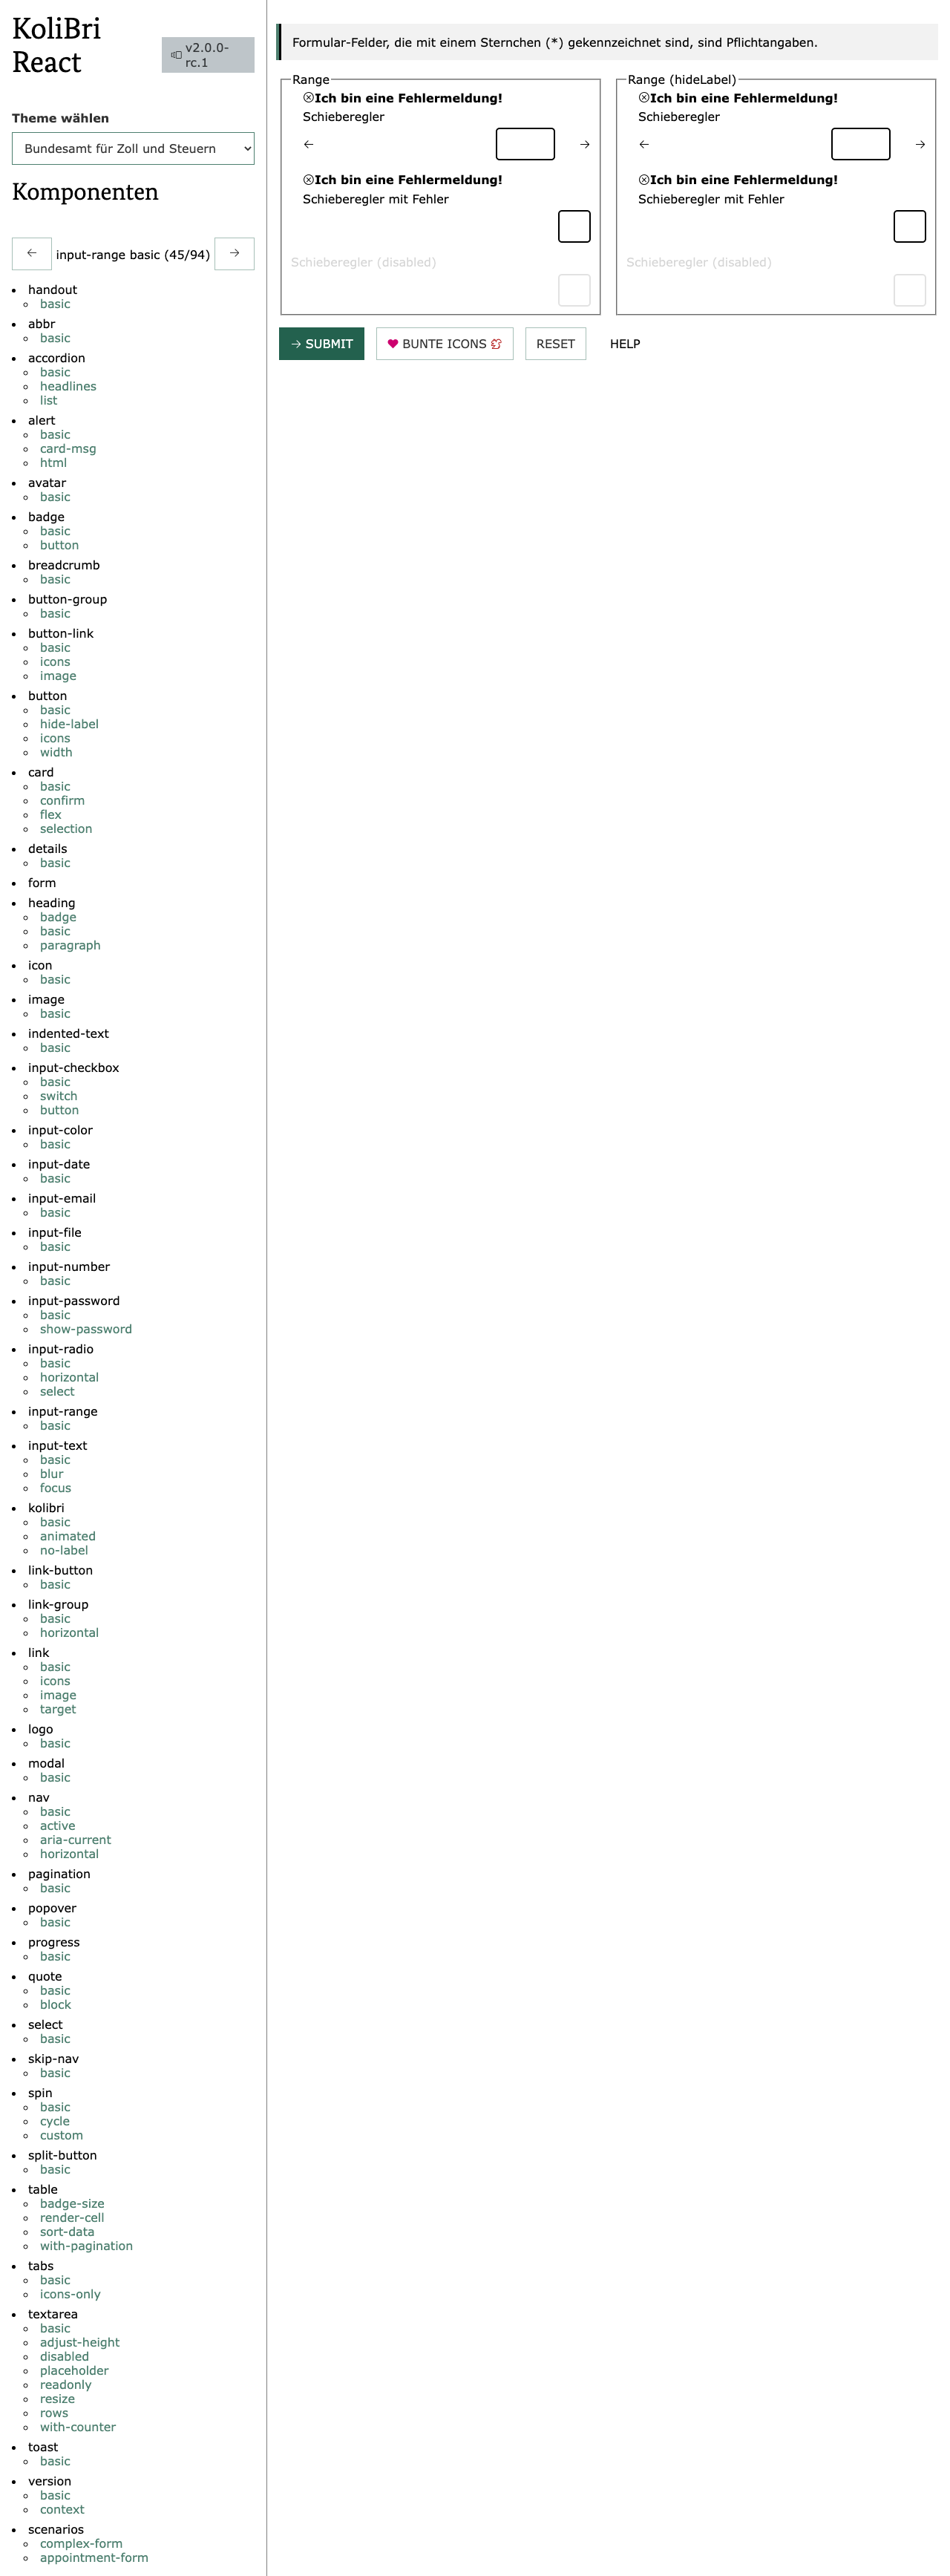 KoliBri
React
v2.0.0-
rc.1
Theme wählen
Bundesamt für Zoll und Steuern
Komponenten
← input-range basic (45/94) →
handout
basic
abbr
basic
accordion
basic
headlines
list
alert
basic
card-msg
html
avatar
basic
badge
basic
button
breadcrumb
basic
button-group
basic
button-link
basic
icons
image
button
basic
hide-label
icons
width
card
basic
confirm
flex
selection
details
basic
form
heading
badge
basic
paragraph
icon
basic
image
basic
indented-text
basic
input-checkbox
basic
switch
button
input-color
basic
input-date
basic
input-email
basic
input-file
basic
input-number
basic
input-password
basic
show-password
input-radio
basic
horizontal
select
input-range
basic
input-text
basic
blur
focus
kolibri
basic
animated
no-label
link-button
basic
link-group
basic
horizontal
link
basic
icons
image
target
logo
basic
modal
basic
nav
basic
active
aria-current
horizontal
pagination
basic
popover
basic
progress
basic
quote
basic
block
select
basic
skip-nav
basic
spin
basic
cycle
custom
split-button
basic
table
badge-size
render-cell
sort-data
with-pagination
tabs
basic
icons-only
textarea
basic
adjust-height
disabled
placeholder
readonly
resize
rows
with-counter
toast
basic
version
basic
context
scenarios
complex-form
appointment-form
Formular-Felder, die mit einem Sternchen (*) gekennzeichnet sind, sind Pflichtangaben.
Range
Ich bin eine Fehlermeldung!
Schieberegler
← →
Ich bin eine Fehlermeldung!
Schieberegler mit Fehler
Schieberegler (disabled)
Range (hideLabel)
Ich bin eine Fehlermeldung!
Schieberegler
← →
Ich bin eine Fehlermeldung!
Schieberegler mit Fehler
Schieberegler (disabled)
→ SUBMIT
BUNTE ICONS
RESET
HELP